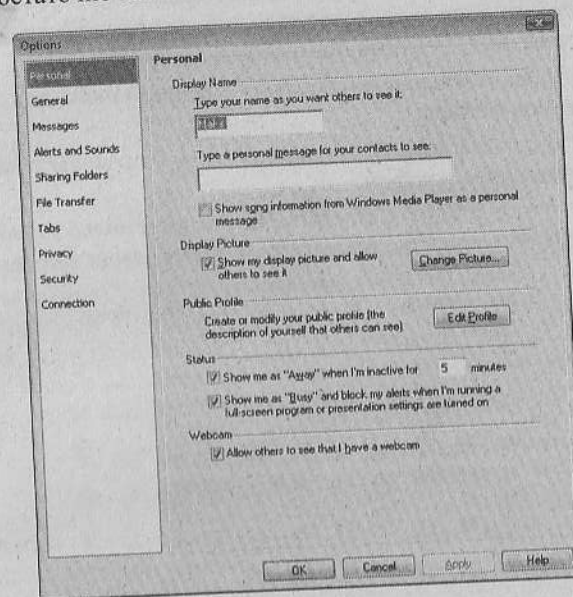 Options
Personal
General
Messages
Alerts and Sounds
Sharing Folders
File Transfer
Tabs
Privacy
Security
Connection
Personal
Display Name
Type your name as you want others to see it:
Type a personal message for your contacts to see:
Show song information from Windows Media Player as a personal
message
Display Picture
Show my display picture and allow
others to see it
Change Picture...
Public Profile
Create or modify your public profile (the
description of yourself that others can see)
Edit Profile
Status
Show me as "Away" when I'm inactive for 5 minutes
Show me as "Busy" and block my alerts when I'm running a
full-screen program or presentation settings are turned on
Webcam
Allow others to see that I have a webcam
OK Cancel Apply Help